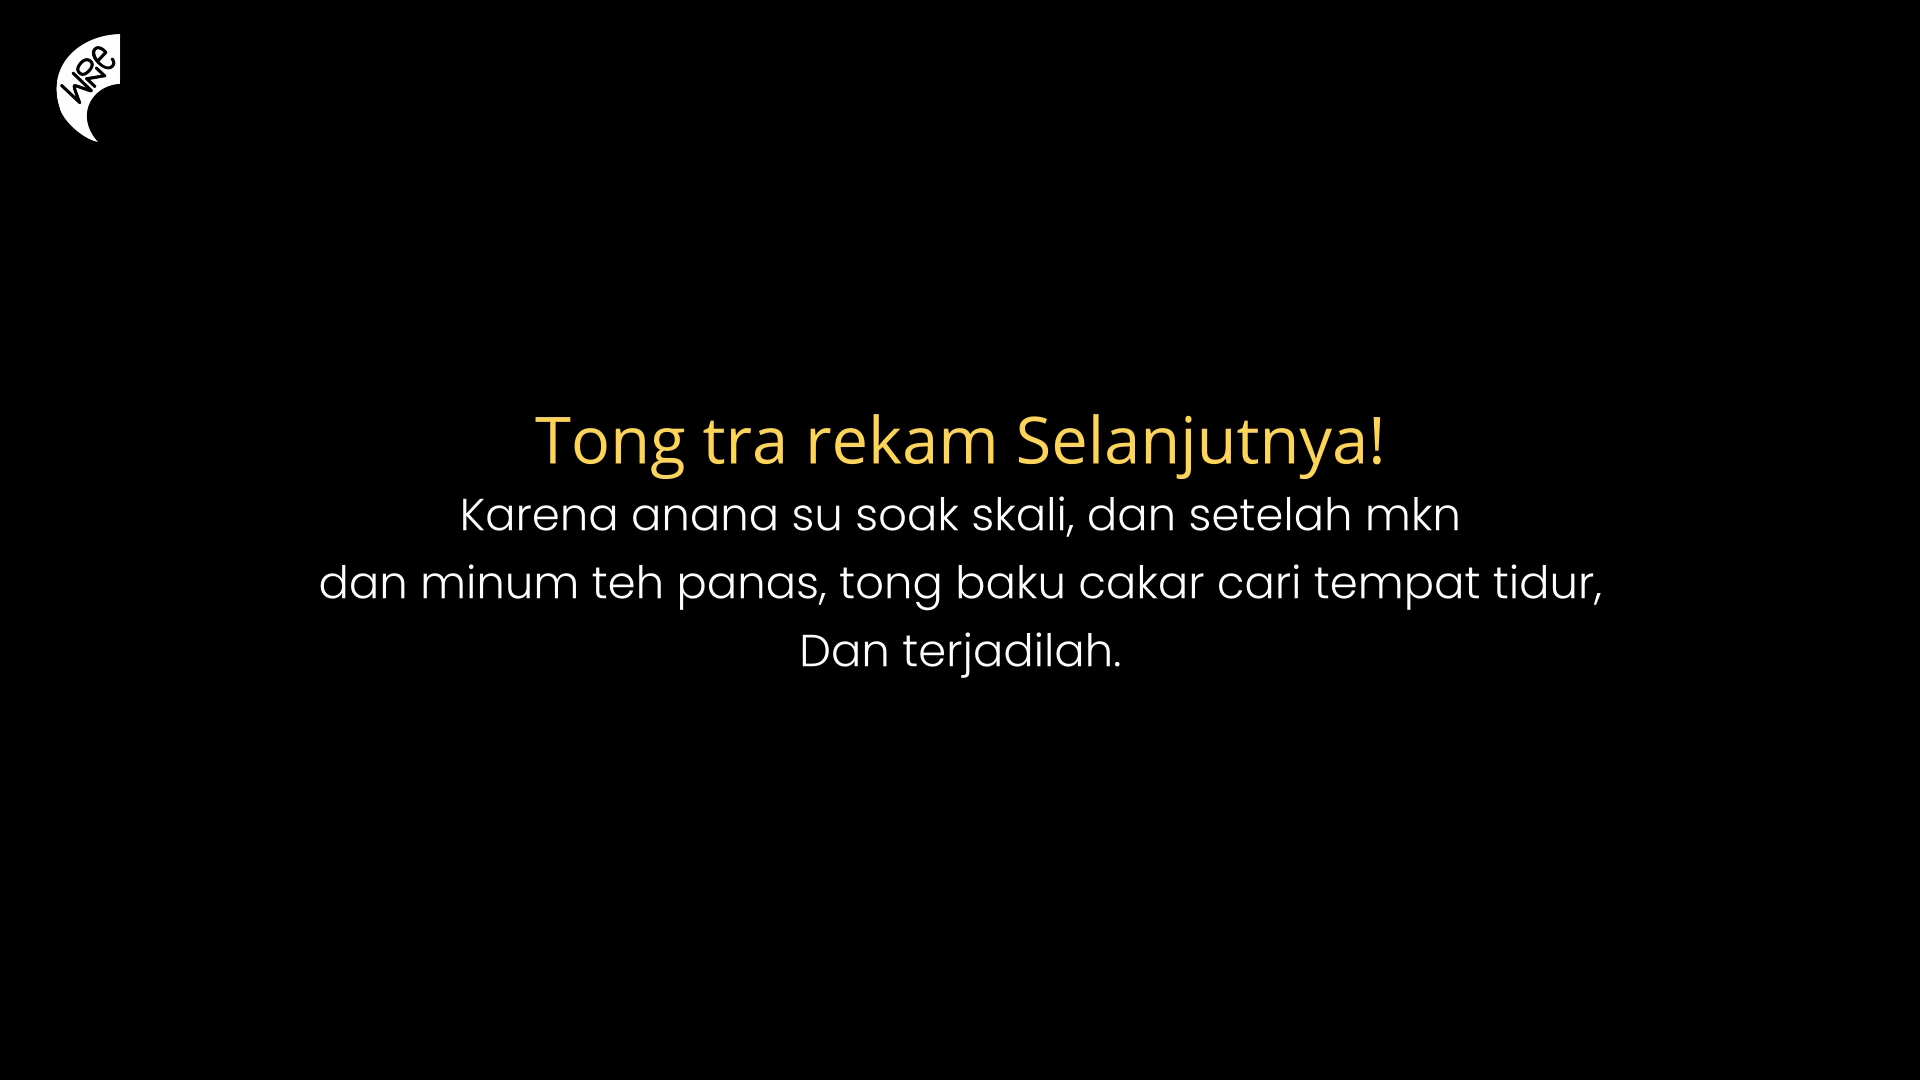 Wone
Tong tra rekam Selanjutnya!
Karena anana su soak skali, dan setelah mkn
dan minum teh panas, tong baku cakar cari tempat tidur,
Dan terjadilah.